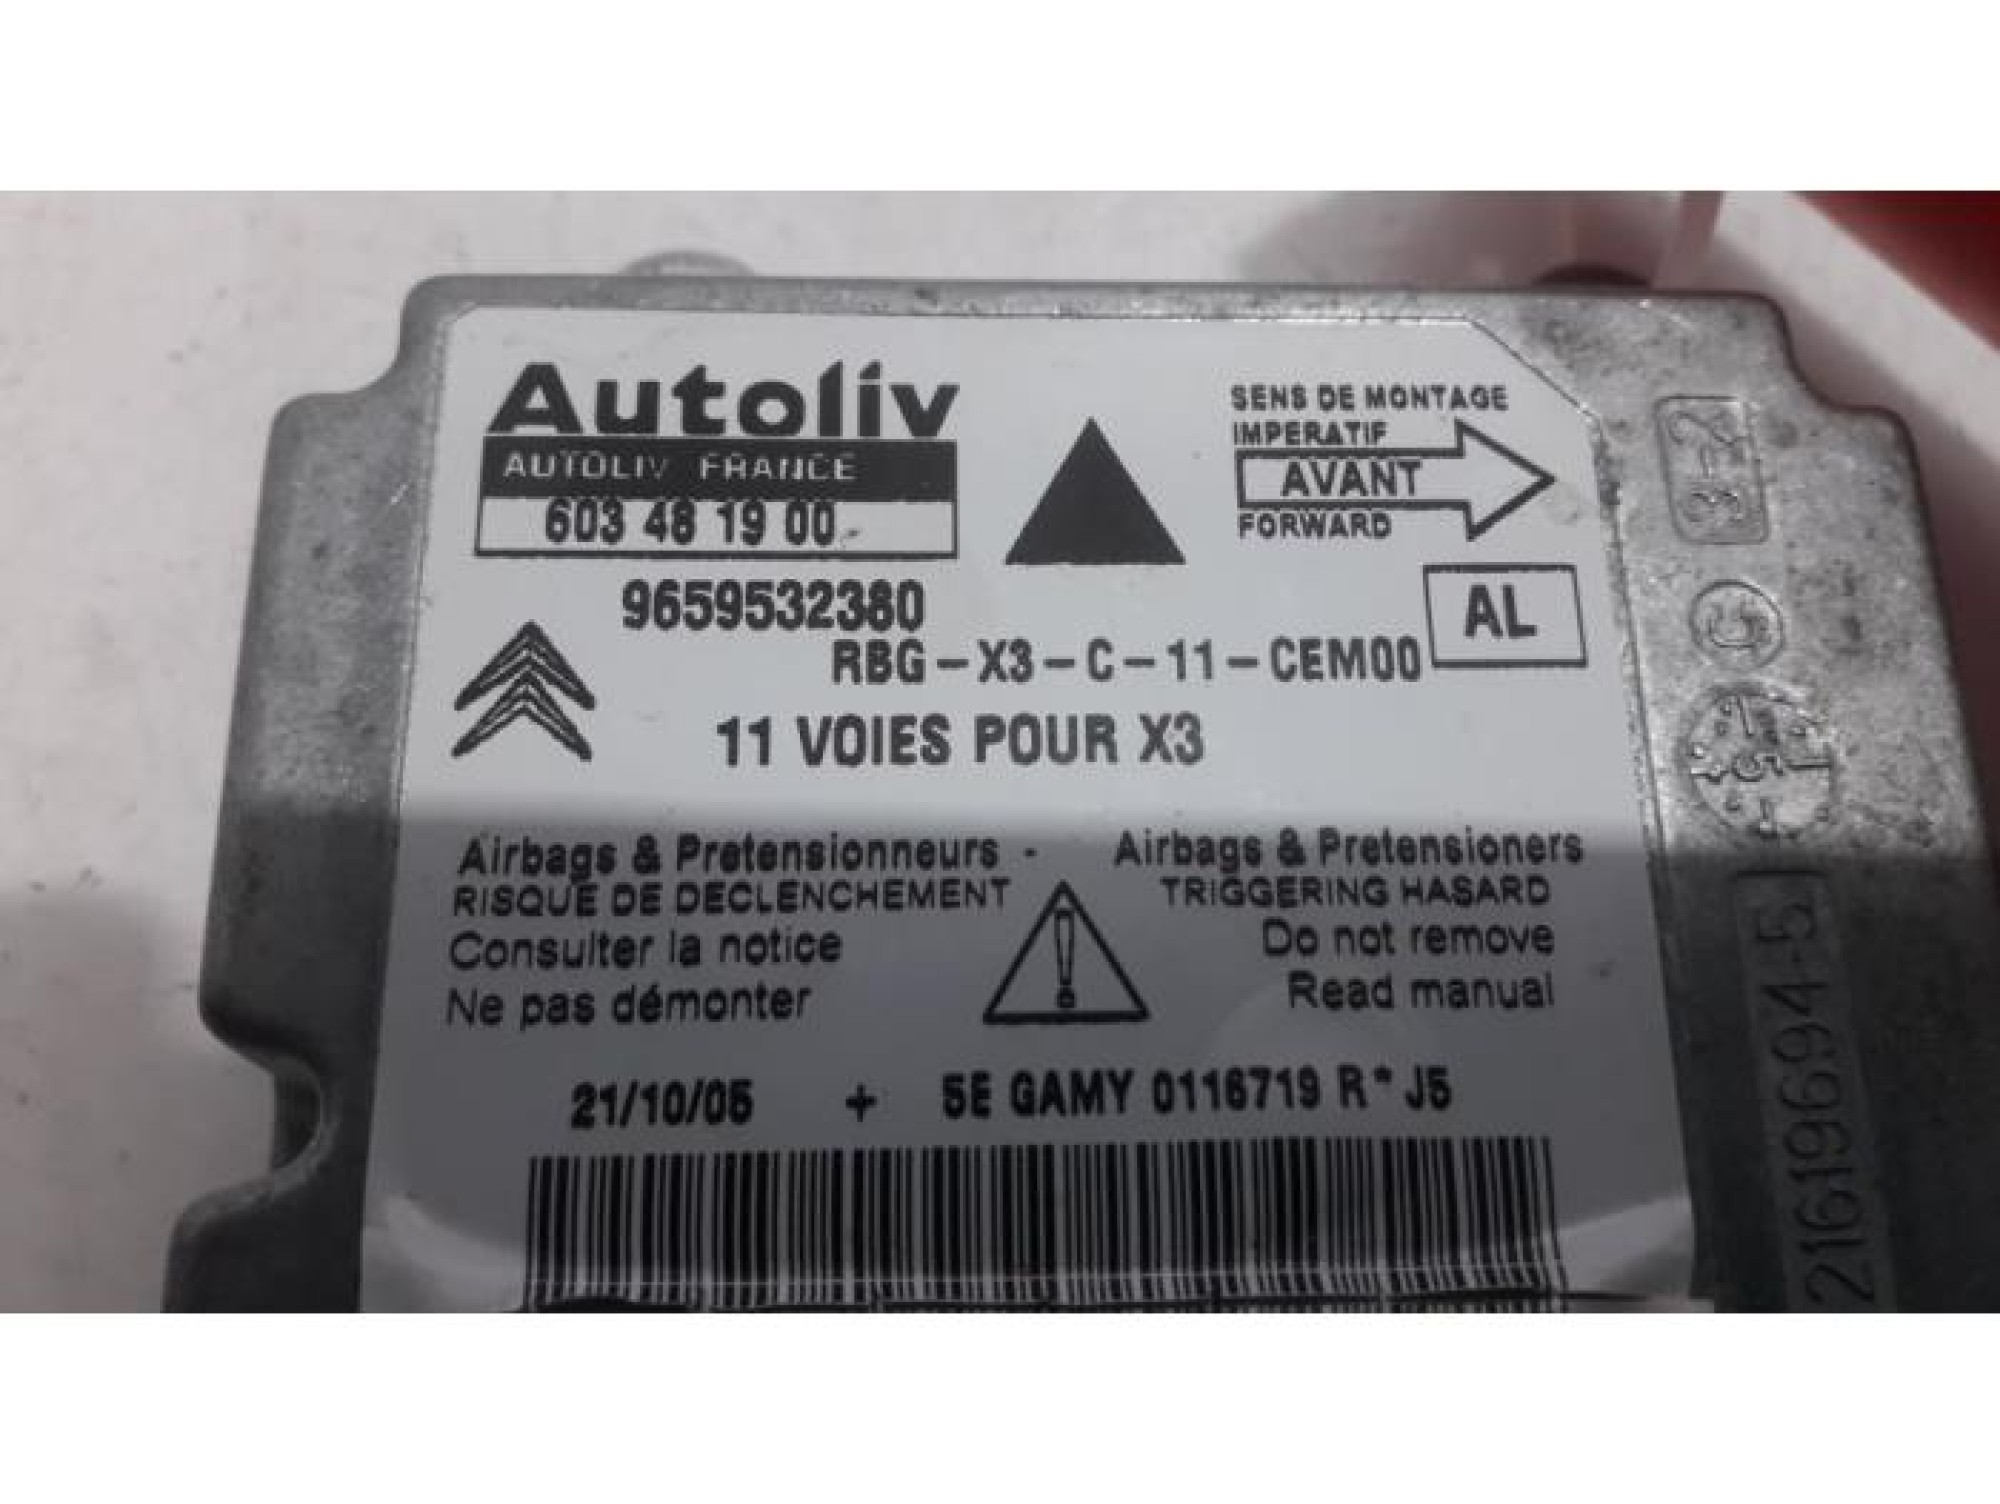 Autoliv
AUTOLIV FRANCE
603 48 19 00
SENS DE MONTAGE
IMPERATIF
AVANT
FORWARD
9659532380
AL
RBG-X3-C-11-CEM00
11 VOIES POUR X3
Airbags & Pretensionneurs -
RISQUE DE DECLENCHEMENT
Consulter la notice
Ne pas démonter
Airbags & Pretensioners
TRIGGERING HASARD
Do not remove
Read manual
21/10/05 + 5E GAMY 0116719 R*J5
21619694-5